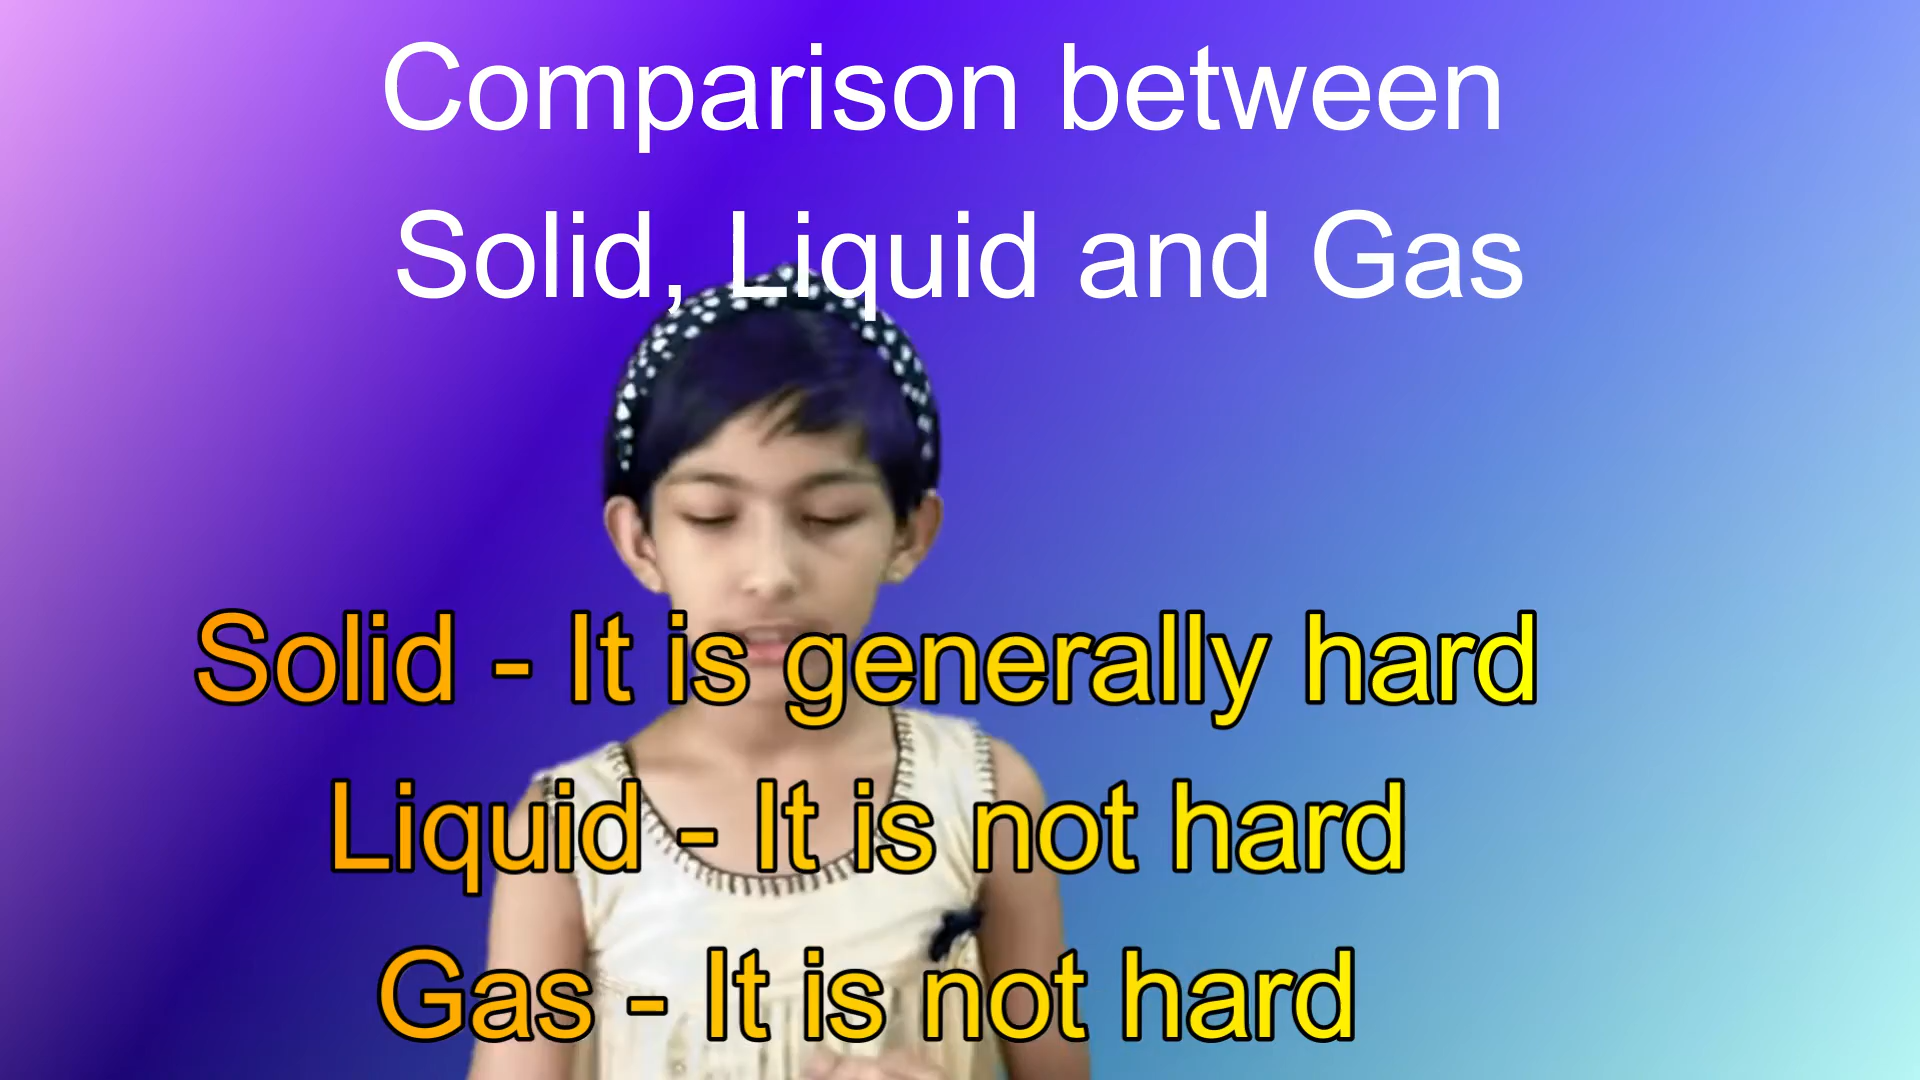 Comparison between
Solid, Liquid and Gas
Solid - It is generally hard
Liquid - It is not hard
Gas - It is not hard